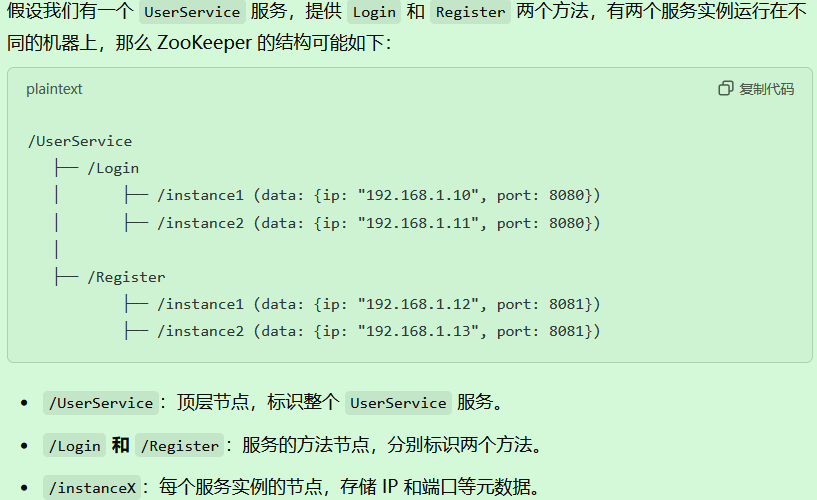 假设我们有一个 UserService 服务，提供 Login 和 Register 两个方法，有两个服务实例运行在不
同的机器上，那么 ZooKeeper 的结构可能如下：
plaintext 复制代码
/UserService
├── /Login
│ ├── /instance1 (data: {ip: "192.168.1.10", port: 8080})
│ ├── /instance2 (data: {ip: "192.168.1.11", port: 8080})
│
├── /Register
├── /instance1 (data: {ip: "192.168.1.12", port: 8081})
├── /instance2 (data: {ip: "192.168.1.13", port: 8081})
• /UserService：顶层节点，标识整个 UserService 服务。
• /Login 和 /Register：服务的方法节点，分别标识两个方法。
• /instanceX：每个服务实例的节点，存储 IP 和端口等元数据。